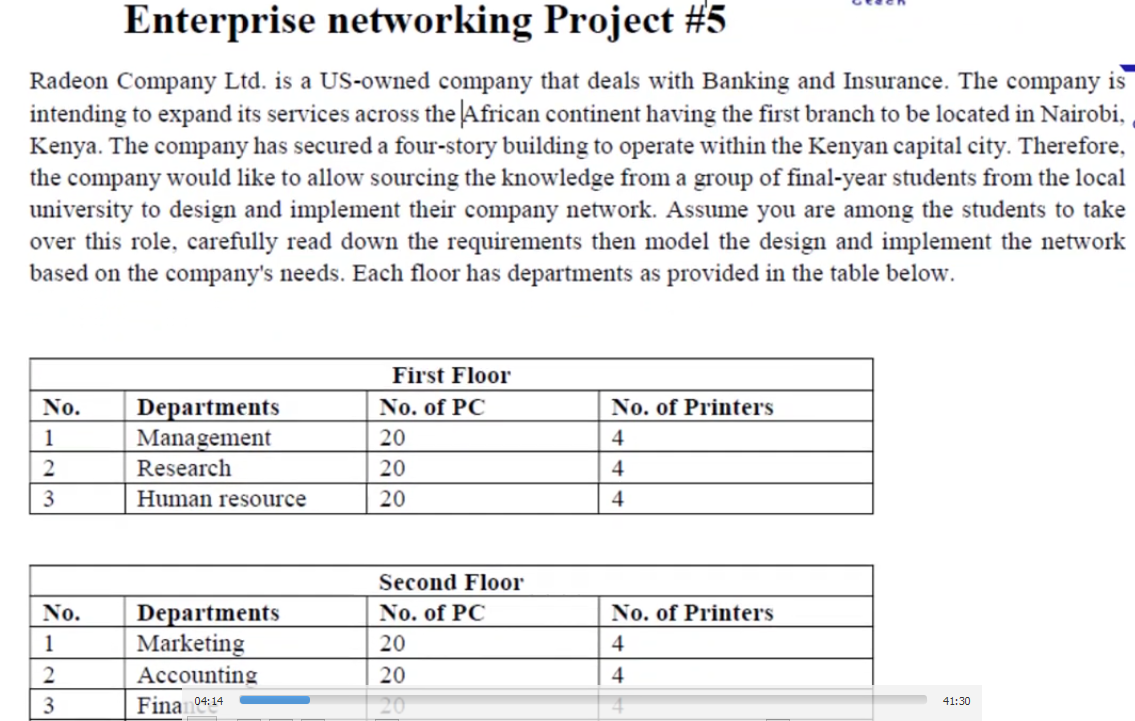 Enterprise networking Project #5
Radeon Company Ltd. is a US-owned company that deals with Banking and Insurance. The company is
intending to expand its services across the African continent having the first branch to be located in Nairobi,
Kenya. The company has secured a four-story building to operate within the Kenyan capital city. Therefore,
the company would like to allow sourcing the knowledge from a group of final-year students from the local
university to design and implement their company network. Assume you are among the students to take
over this role, carefully read down the requirements then model the design and implement the network
based on the company's needs. Each floor has departments as provided in the table below.
First Floor
No. Departments No. of PC No. of Printers
1 Management 20 4
2 Research 20 4
3 Human resource 20 4
Second Floor
No. Departments No. of PC No. of Printers
1 Marketing 20 4
2 Accounting 20 4
3 Finance 20 4
04:14 41:30